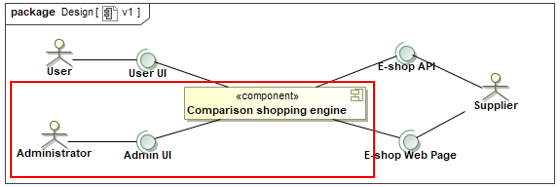 package Design [ v1 ]
User
User UI
E-shop API
«component»
Comparison shopping engine
Supplier
Administrator
Admin UI
E-shop Web Page